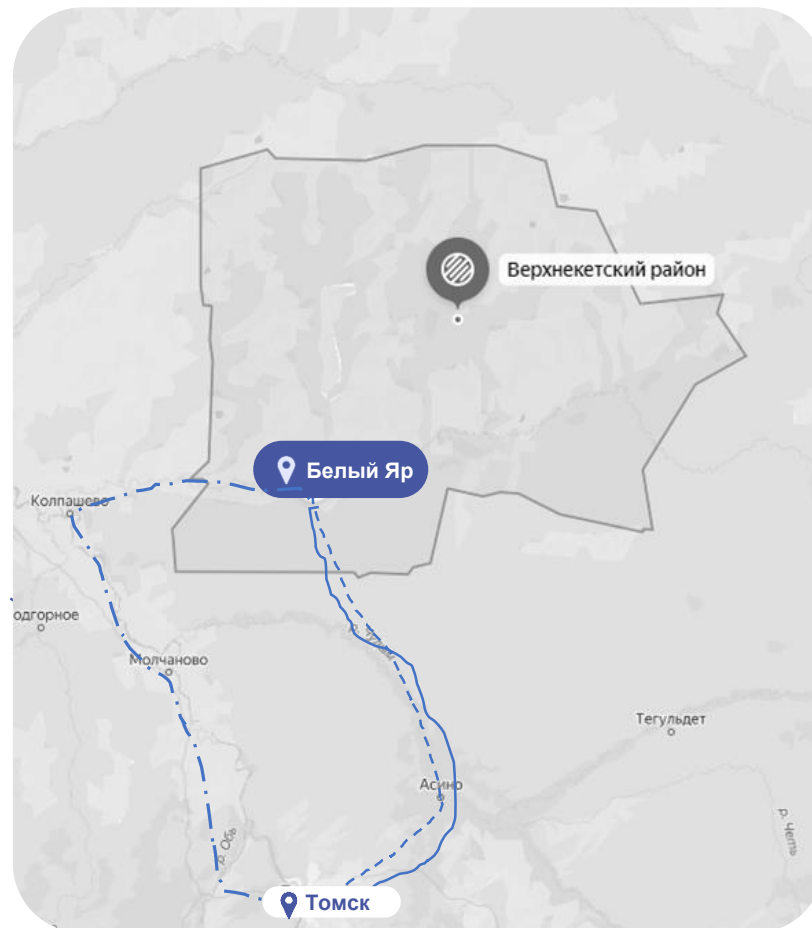 Верхнекетский район
Белый Яр
Колпашево
одгорное
р. Чулым
Молчаново
Тегульдет
Асино
р. Четь
р. Обь
Томск